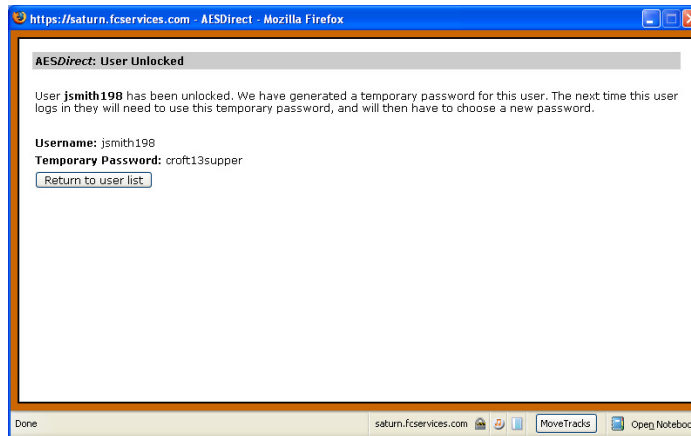 https://saturn.fcservices.com - AESDirect - Mozilla Firefox
AESDirect: User Unlocked
User jsmith198 has been unlocked. We have generated a temporary password for this user. The next time this user
logs in they will need to use this temporary password, and will then have to choose a new password.
Username: jsmith198
Temporary Password: croft13supper
Return to user list
Done saturn.fcservices.com MoveTracks Open Notebook